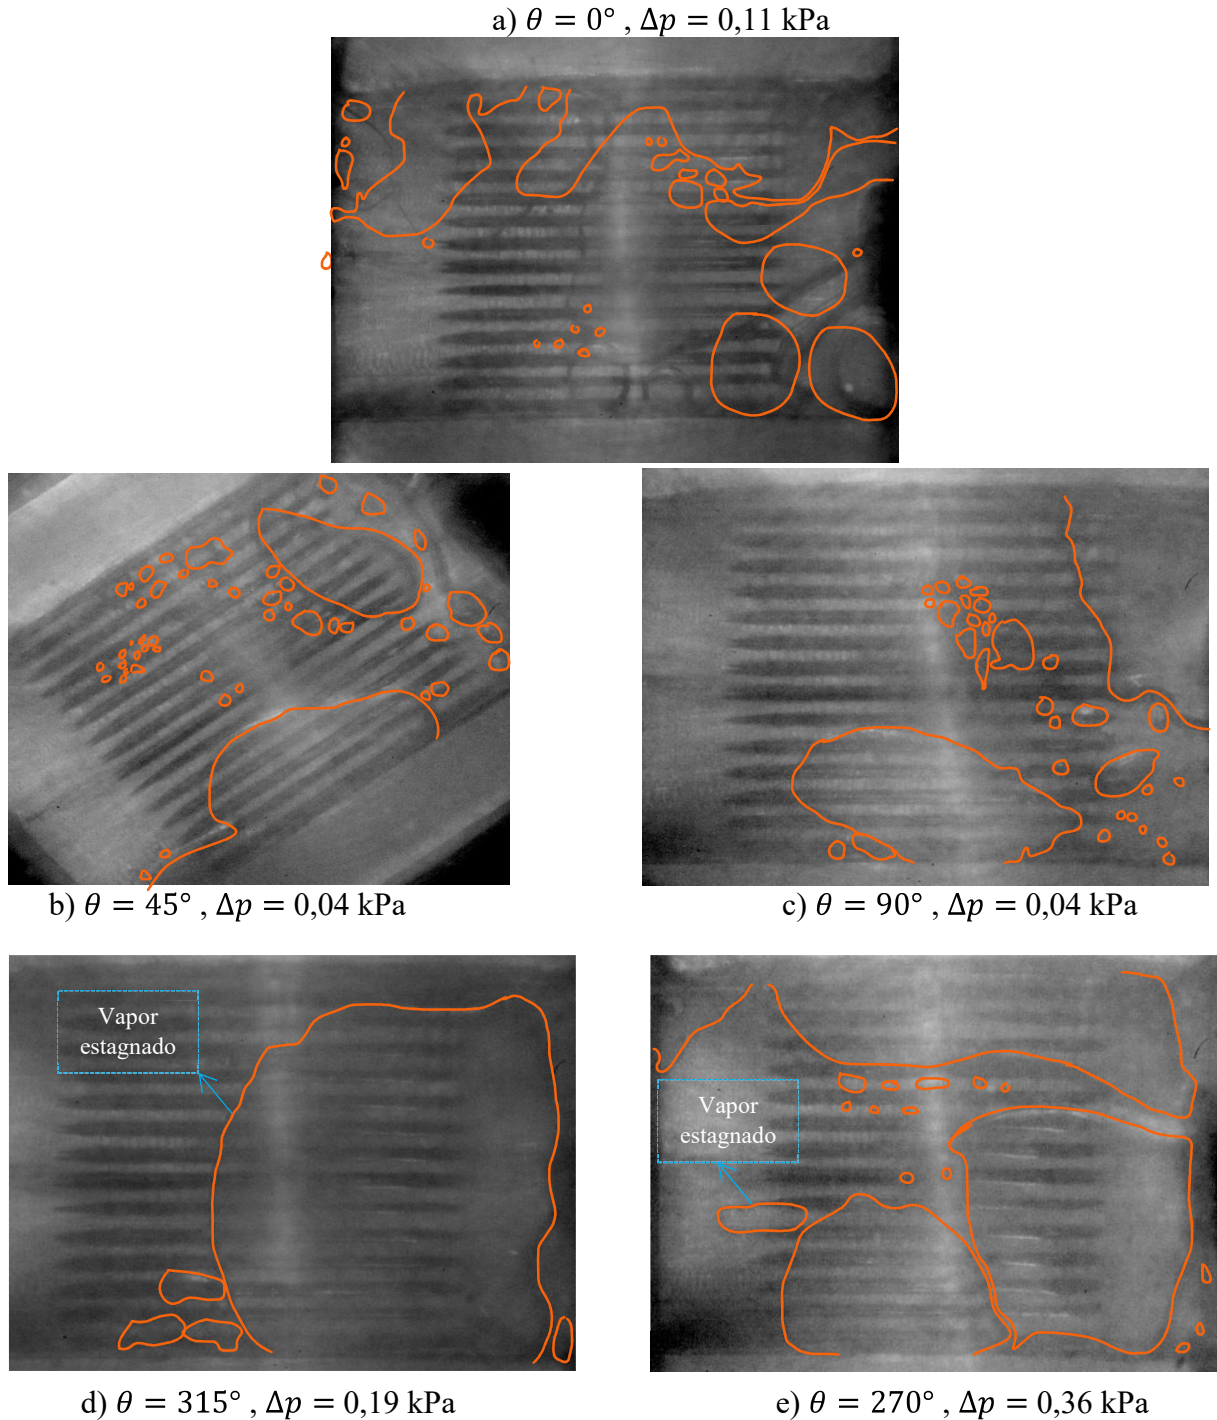 a) 𝜃 = 0° , Δ𝑝 = 0,11 kPa
b) 𝜃 = 45° , Δ𝑝 = 0,04 kPa
c) 𝜃 = 90° , Δ𝑝 = 0,04 kPa
Vapor
estagnado
Vapor
estagnado
d) 𝜃 = 315° , Δ𝑝 = 0,19 kPa
e) 𝜃 = 270° , Δ𝑝 = 0,36 kPa